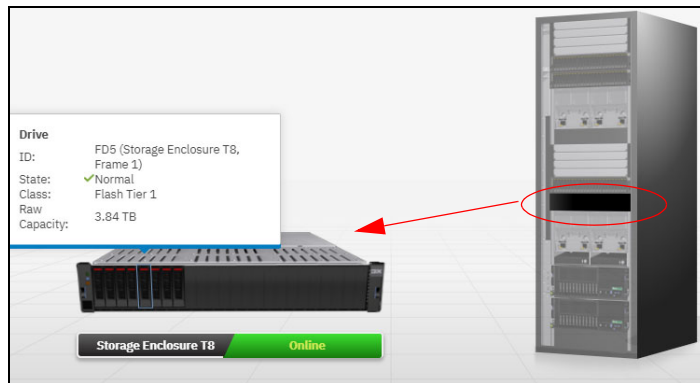 Drive
ID: FD5 (Storage Enclosure T8,
Frame 1)
State: Normal
Class: Flash Tier 1
Raw
Capacity: 3.84 TB
IBM
Storage Enclosure T8 Online